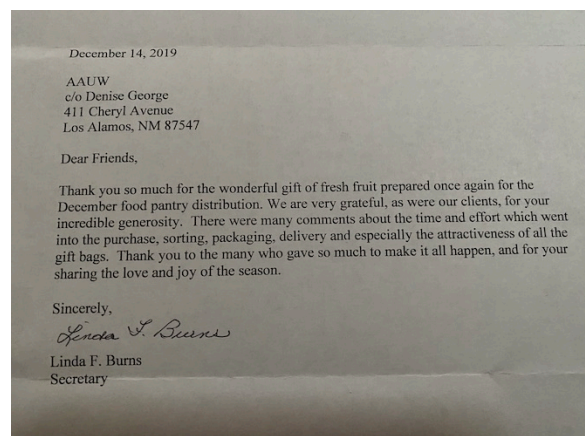 December 14, 2019
AAUW
c/o Denise George
411 Cheryl Avenue
Los Alamos, NM 87547
Dear Friends,
Thank you so much for the wonderful gift of fresh fruit prepared once again for the
December food pantry distribution. We are very grateful, as were our clients, for your
incredible generosity. There were many comments about the time and effort which went
into the purchase, sorting, packaging, delivery and especially the attractiveness of all the
gift bags. Thank you to the many who gave so much to make it all happen, and for your
sharing the love and joy of the season.
Sincerely,
Linda F. Burns
Linda F. Burns
Secretary